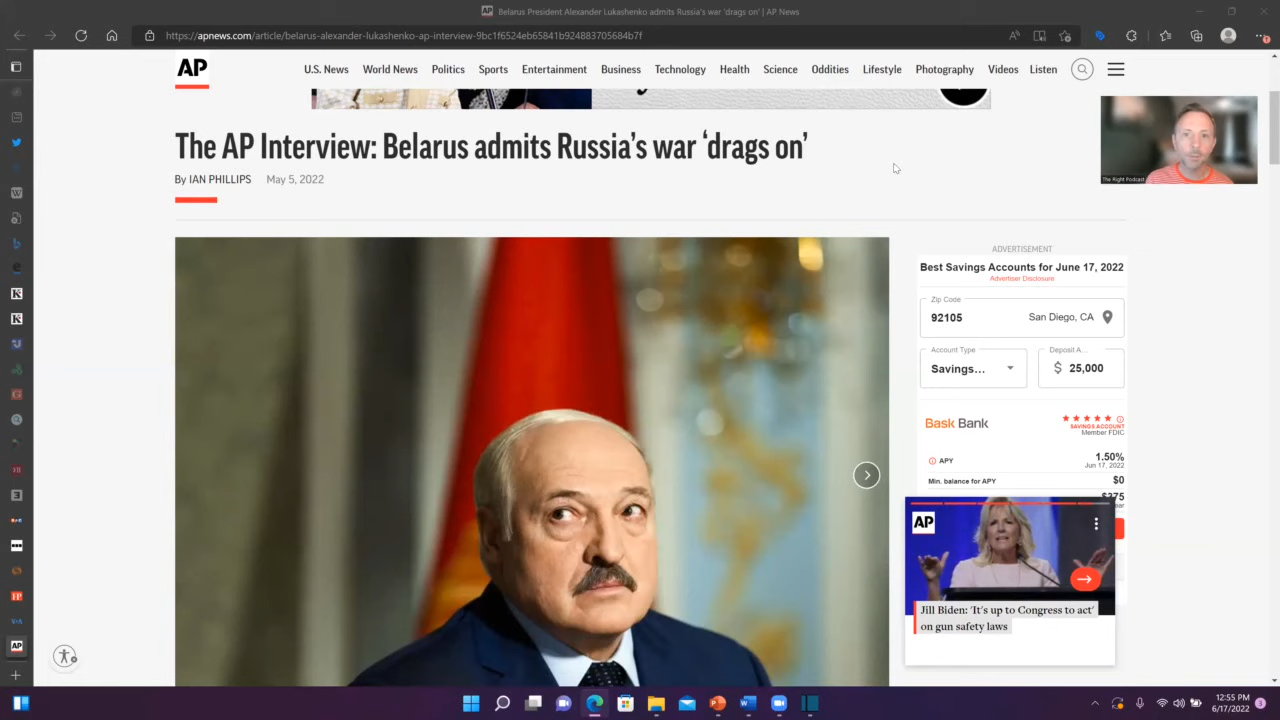 AP Belarus President Alexander Lukashenko admits Russia's war 'drags on' | AP News
https://apnews.com/article/belarus-alexander-lukashenko-ap-interview-9bc1f6524eb65841b924883705684b7f
AP
U.S. News World News Politics Sports Entertainment Business Technology Health Science Oddities Lifestyle Photography Videos Listen
The AP Interview: Belarus admits Russia's war 'drags on'
By IAN PHILLIPS May 5, 2022
The Right Podcast
ADVERTISEMENT
Best Savings Accounts for June 17, 2022
Advertiser Disclosure
Zip Code
92105 San Diego, CA
Account Type
Savings...
Deposit A...
$ 25,000
Bask Bank
SAVINGS ACCOUNT
Member FDIC
APY 1.50%
Jun 17, 2022
Min. balance for APY $0
AP
Jill Biden: 'It's up to Congress to act'
on gun safety laws
12:55 PM
6/17/2022